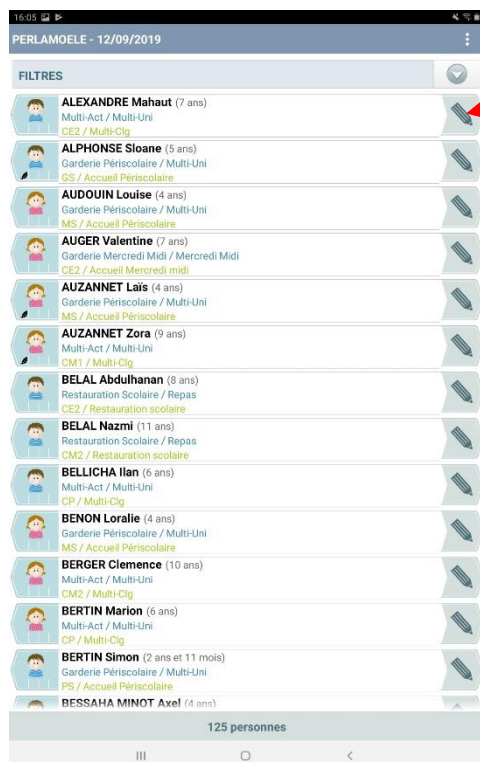 16:05
PERLAMOELE - 12/09/2019
FILTRES
ALEXANDRE Mahaut (7 ans)
Multi-Act / Multi-Uni
CE2 / Multi-Clg
ALPHONSE Sloane (5 ans)
Garderie Périscolaire / Multi-Uni
GS / Accueil Périscolaire
AUDOUIN Louise (4 ans)
Garderie Périscolaire / Multi-Uni
MS / Accueil Périscolaire
AUGER Valentine (7 ans)
Garderie Mercredi Midi / Mercredi Midi
CE2 / Accueil Mercredi midi
AUZANNET Laïs (4 ans)
Garderie Périscolaire / Multi-Uni
MS / Accueil Périscolaire
AUZANNET Zora (9 ans)
Multi-Act / Multi-Uni
CM1 / Multi-Clg
BELAL Abdulhanan (8 ans)
Restauration Scolaire / Repas
CE2 / Restauration scolaire
BELAL Nazmi (11 ans)
Restauration Scolaire / Repas
CM2 / Restauration scolaire
BELLICHA Ilan (6 ans)
Multi-Act / Multi-Uni
CP / Multi-Clg
BENON Loralie (4 ans)
Garderie Périscolaire / Multi-Uni
MS / Accueil Périscolaire
BERGER Clemence (10 ans)
Multi-Act / Multi-Uni
CM2 / Multi-Clg
BERTIN Marion (6 ans)
Multi-Act / Multi-Uni
CP / Multi-Clg
BERTIN Simon (2 ans et 11 mois)
Garderie Périscolaire / Multi-Uni
PS / Accueil Périscolaire
BESSAHA MINOT Axel (4 ans)
125 personnes